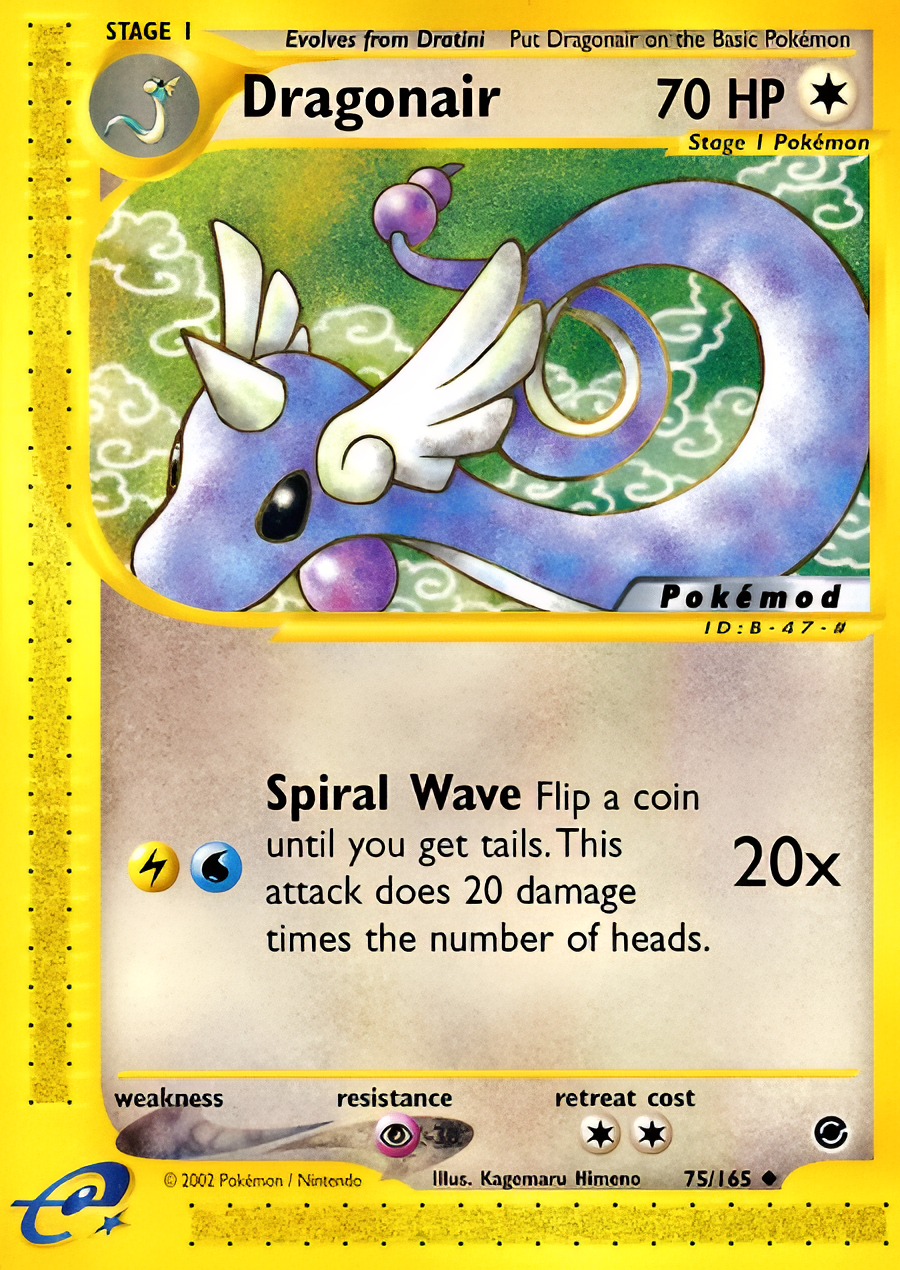 STAGE 1
Evolves from Dratini Put Dragonair on the Basic Pokémon
Dragonair 70 HP
Stage 1 Pokémon
Pokémod
ID:B-47-#
Spiral Wave Flip a coin
until you get tails. This
attack does 20 damage
times the number of heads.
20x
weakness resistance retreat cost
-30
© 2002 Pokémon / Nintendo Illus. Kagemaru Himeno 75/165
e